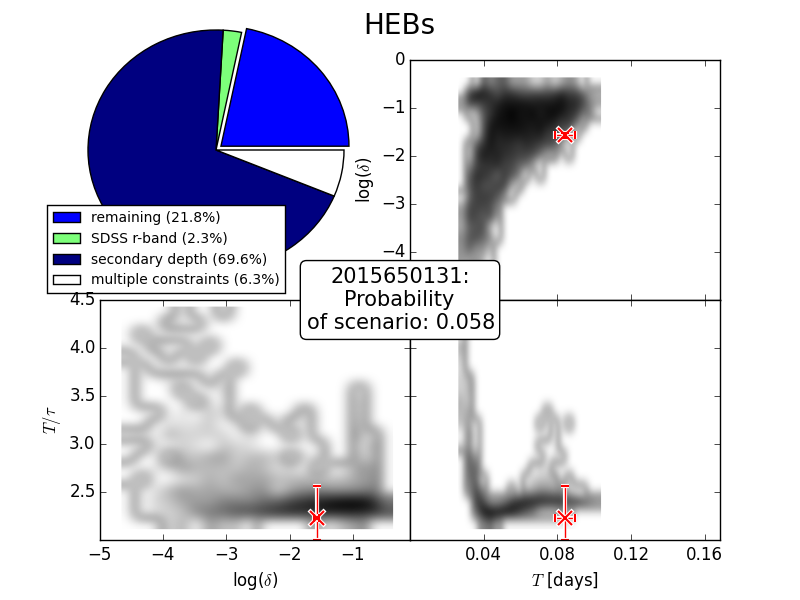 HEBs
remaining (21.8%)
SDSS r-band (2.3%)
secondary depth (69.6%)
multiple constraints (6.3%)
0
−1
−2
−3
−4
log(δ)
2015650131:
Probability
of scenario: 0.058
4.5
4.0
3.5
3.0
2.5
T/τ
−5 −4 −3 −2 −1
log(δ)
0.04 0.08 0.12 0.16
T [days]